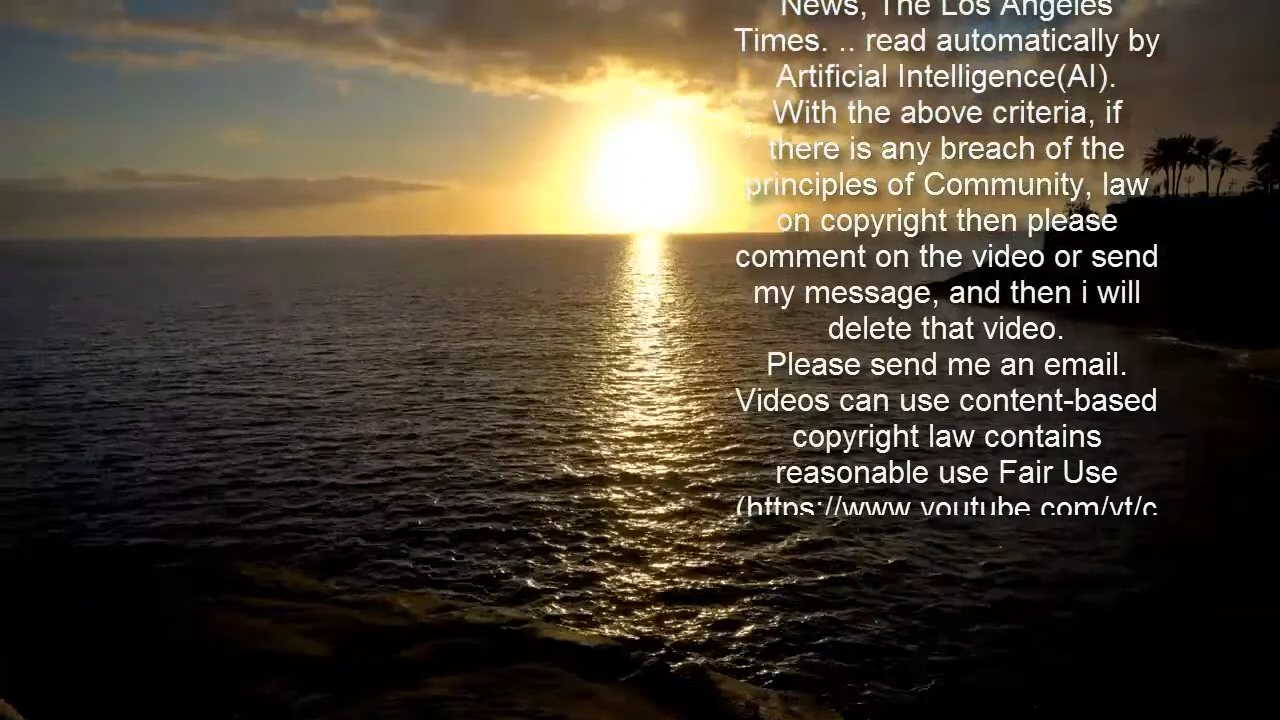 News, The Los Angeles
Times. .. read automatically by
Artificial Intelligence(AI).
With the above criteria, if
there is any breach of the
principles of Community, law
on copyright then please
comment on the video or send
my message, and then i will
delete that video.
Please send me an email.
Videos can use content-based
copyright law contains
reasonable use Fair Use
(https://www.youtube.com/yt/c